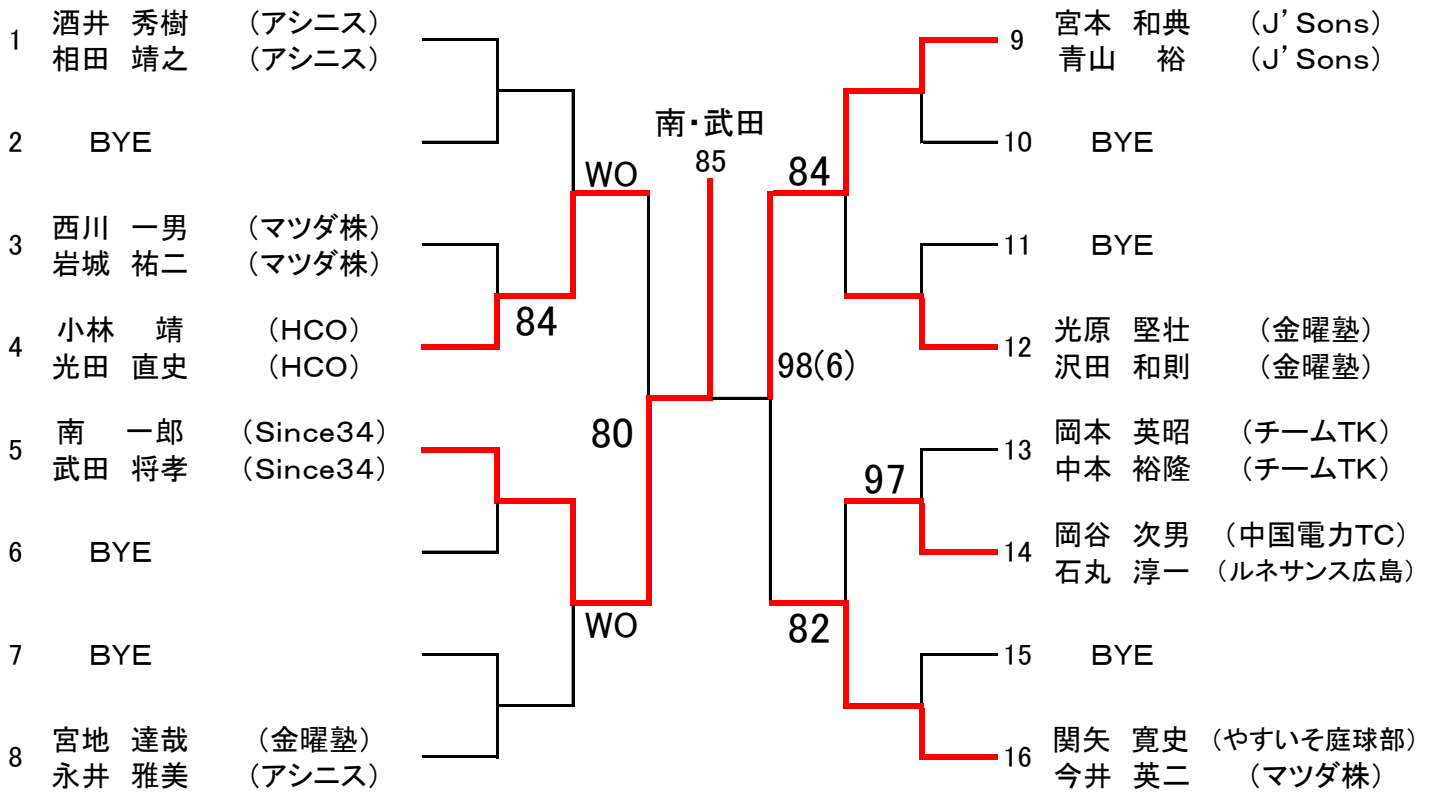 1 酒井 秀樹 (アシニス)
相田 靖之 (アシニス)
2 BYE
3 西川 一男 (マツダ株)
岩城 祐二 (マツダ株)
4 小林 靖 (HCO)
光田 直史 (HCO)
5 南 一郎 (Since34)
武田 将孝 (Since34)
6 BYE
7 BYE
8 宮地 達哉 (金曜塾)
永井 雅美 (アシニス)
84
WO
WO
80
南・武田
85
98(6)
84
82
97
9 宮本 和典 (J'Sons)
青山 裕 (J'Sons)
10 BYE
11 BYE
12 光原 堅壮 (金曜塾)
沢田 和則 (金曜塾)
13 岡本 英昭 (チームTK)
中本 裕隆 (チームTK)
14 岡谷 次男 (中国電力TC)
石丸 淳一 (ルネサンス広島)
15 BYE
16 関矢 寛史 (やすいそ庭球部)
今井 英二 (マツダ株)